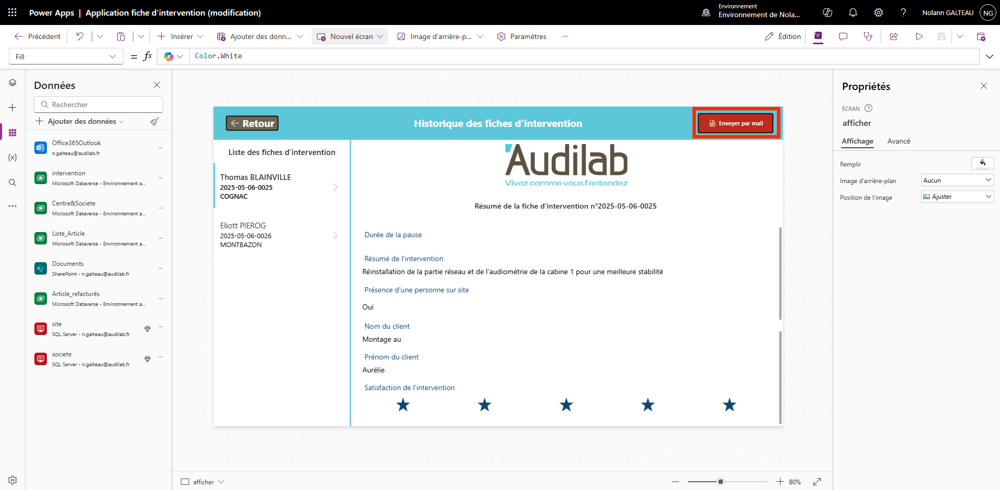 Power Apps | Application fiche d'intervention (modification)
Environnement
Environnement de Nola...
Nolann GALTEAU
NG
Précédent
Insérer
Ajouter des donn...
Nouvel écran
Image d'arrière-p...
Paramètres
...
Édition
Fill
= fx
Color.White
Données
Rechercher
Ajouter des données
Office365Outlook
n.galteau@audilab.fr
intervention
Microsoft Dataverse - Environnement a...
Centre&Societe
Microsoft Dataverse - Environnement a...
Liste_Article
Microsoft Dataverse - Environnement a...
Documents
SharePoint - n.galteau@audilab.fr
Article_refacturés
Microsoft Dataverse - Environnement a...
site
SQL Server - n.galteau@audilab.fr
societe
SQL Server - n.galteau@audilab.fr
Retour
Historique des fiches d'intervention
Envoyer par mail
Liste des fiches d'intervention
Thomas BLAINVILLE
2025-05-06-0025
COGNAC
Eliott PIEROG
2025-05-06-0026
MONTBAZON
Audilab
Vivez comme vous l'entendez
Résumé de la fiche d'intervention n°2025-05-06-0025
Durée de la pause
Résumé de l'intervention
Réinstallation de la partie réseau et de l'audiométrie de la cabine 1 pour une meilleure stabilité
Présence d'une personne sur site
Oui
Nom du client
Montage au
Prénom du client
Aurélie
Satisfaction de l'intervention
afficher
80%
Propriétés
ÉCRAN
afficher
Affichage
Avancé
Remplir
Image d'arrière-plan
Aucun
Position de l'image
Ajuster